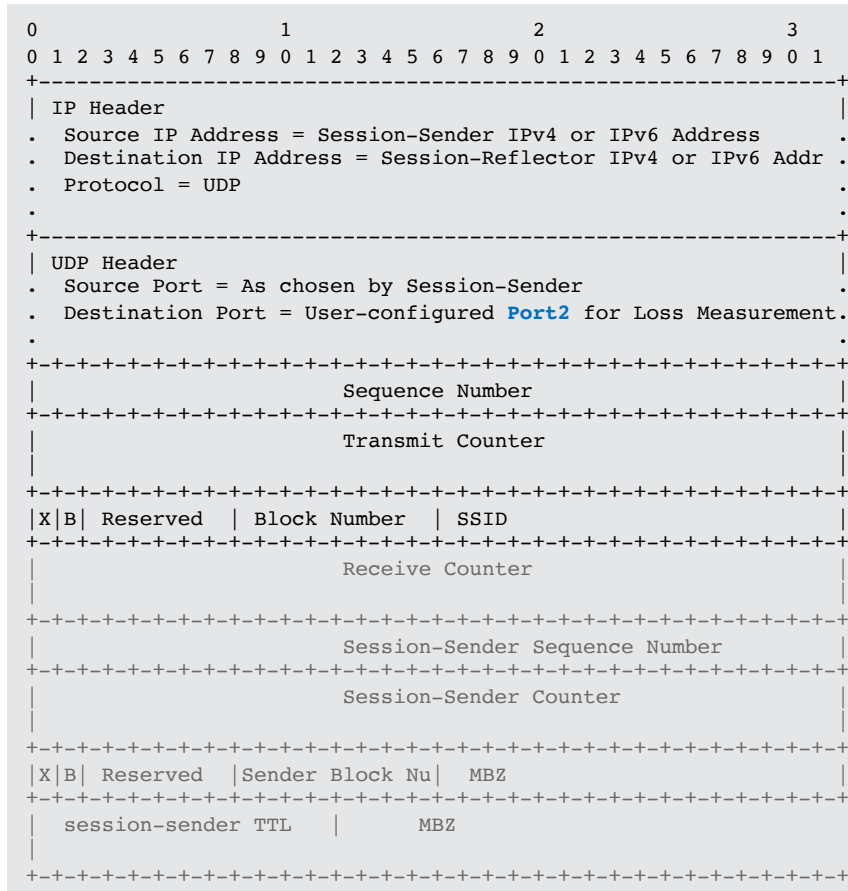 0                   1                   2                   3
0 1 2 3 4 5 6 7 8 9 0 1 2 3 4 5 6 7 8 9 0 1 2 3 4 5 6 7 8 9 0 1
+---------------------------------------------------------------+
| IP Header                                                     |
.  Source IP Address = Session-Sender IPv4 or IPv6 Address      .
.  Destination IP Address = Session-Reflector IPv4 or IPv6 Addr .
.  Protocol = UDP                                               .
.                                                               .
+---------------------------------------------------------------+
| UDP Header                                                    |
.  Source Port = As chosen by Session-Sender                    .
.  Destination Port = User-configured Port2 for Loss Measurement.
.                                                               .
+-+-+-+-+-+-+-+-+-+-+-+-+-+-+-+-+-+-+-+-+-+-+-+-+-+-+-+-+-+-+-+-+
|                        Sequence Number                        |
+-+-+-+-+-+-+-+-+-+-+-+-+-+-+-+-+-+-+-+-+-+-+-+-+-+-+-+-+-+-+-+-+
|                        Transmit Counter                       |
|                                                               |
+-+-+-+-+-+-+-+-+-+-+-+-+-+-+-+-+-+-+-+-+-+-+-+-+-+-+-+-+-+-+-+-+
|X|B| Reserved  | Block Number  | SSID                          |
+-+-+-+-+-+-+-+-+-+-+-+-+-+-+-+-+-+-+-+-+-+-+-+-+-+-+-+-+-+-+-+-+
|                        Receive Counter                        |
|                                                               |
+-+-+-+-+-+-+-+-+-+-+-+-+-+-+-+-+-+-+-+-+-+-+-+-+-+-+-+-+-+-+-+-+
|                        Session-Sender Sequence Number         |
+-+-+-+-+-+-+-+-+-+-+-+-+-+-+-+-+-+-+-+-+-+-+-+-+-+-+-+-+-+-+-+-+
|                        Session-Sender Counter                 |
|                                                               |
+-+-+-+-+-+-+-+-+-+-+-+-+-+-+-+-+-+-+-+-+-+-+-+-+-+-+-+-+-+-+-+-+
|X|B| Reserved  |Sender Block Nu|  MBZ                          |
+-+-+-+-+-+-+-+-+-+-+-+-+-+-+-+-+-+-+-+-+-+-+-+-+-+-+-+-+-+-+-+-+
|  session-sender TTL   |      MBZ
|
+-+-+-+-+-+-+-+-+-+-+-+-+-+-+-+-+-+-+-+-+-+-+-+-+-+-+-+-+-+-+-+-+